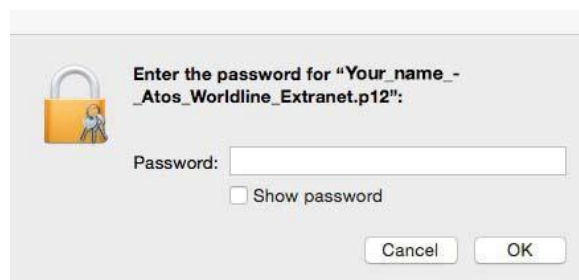 Enter the password for “Your_name_-
_Atos_Worldline_Extranet.p12”:
Password:
Show password
Cancel OK